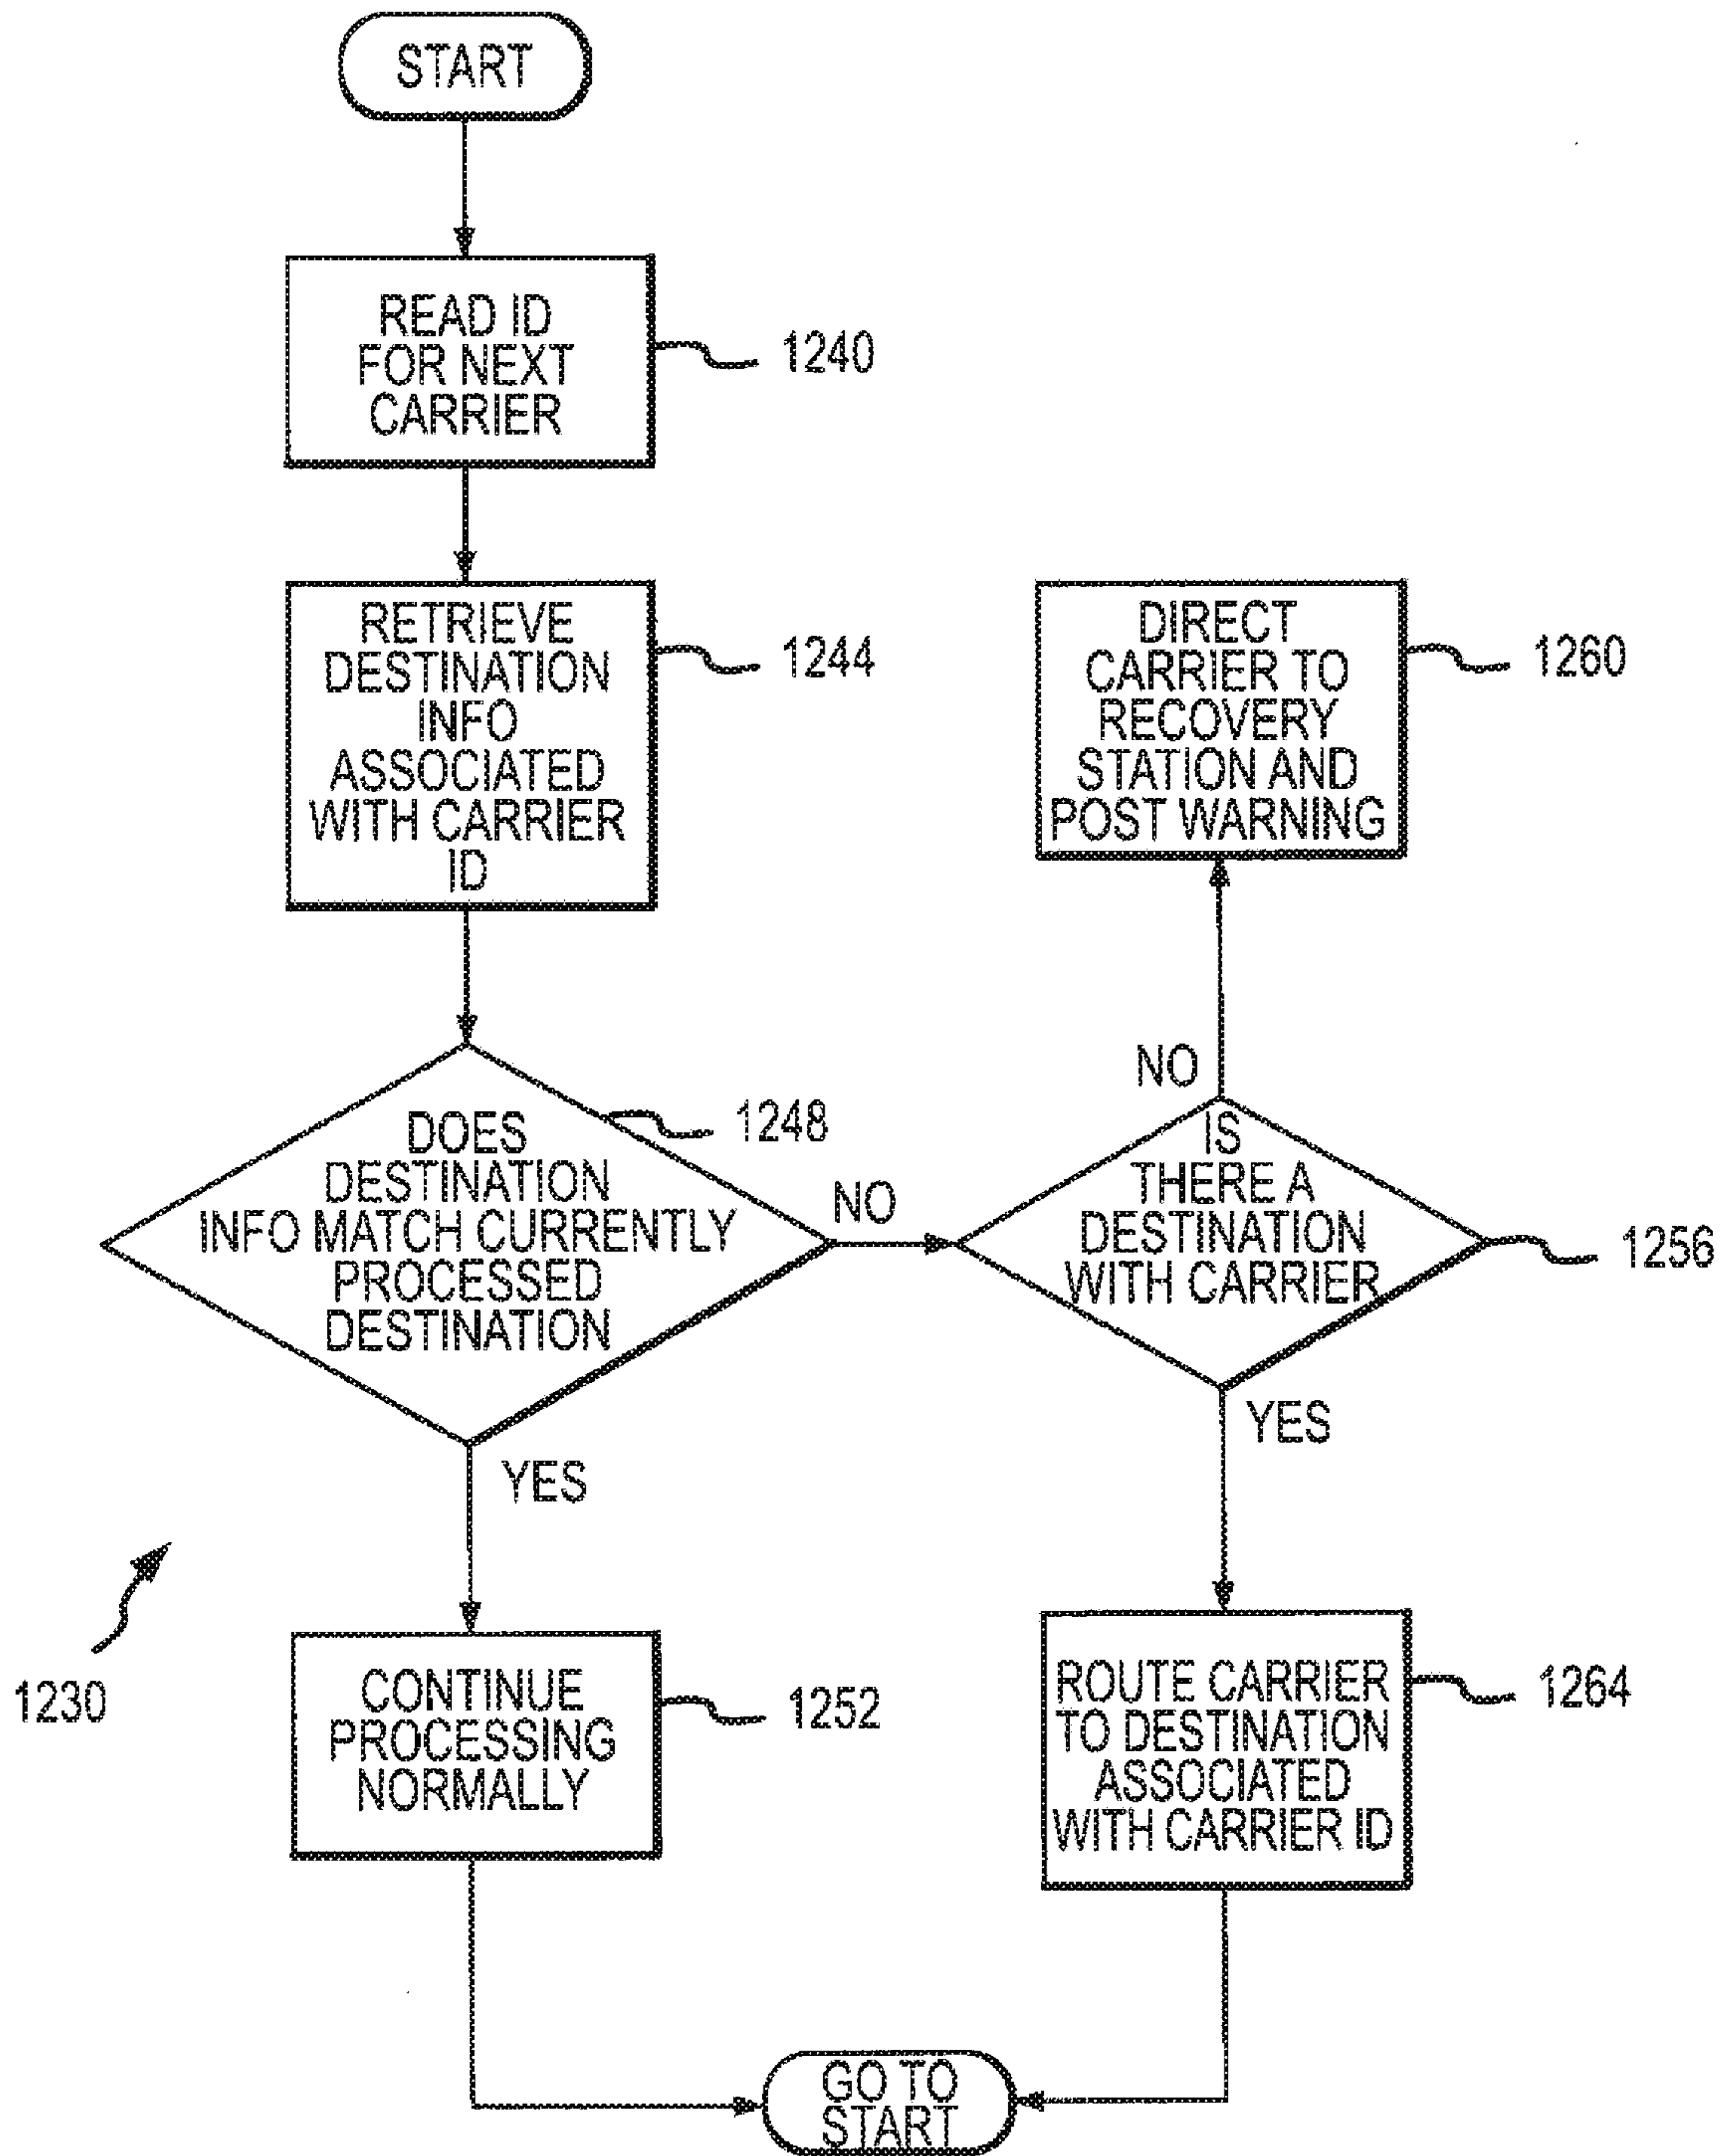 START
READ ID
FOR NEXT
CARRIER
1240
RETRIEVE
DESTINATION
INFO
ASSOCIATED
WITH CARRIER
ID
1244
DIRECT
CARRIER TO
RECOVERY
STATION AND
POST WARNING
1260
DOES
DESTINATION
INFO MATCH CURRENTLY
PROCESSED
DESTINATION
1248
NO
NO
IS
THERE A
DESTINATION
WITH CARRIER
1256
YES
YES
1230
CONTINUE
PROCESSING
NORMALLY
1252
ROUTE CARRIER
TO DESTINATION
ASSOCIATED
WITH CARRIER ID
1264
GO TO
START